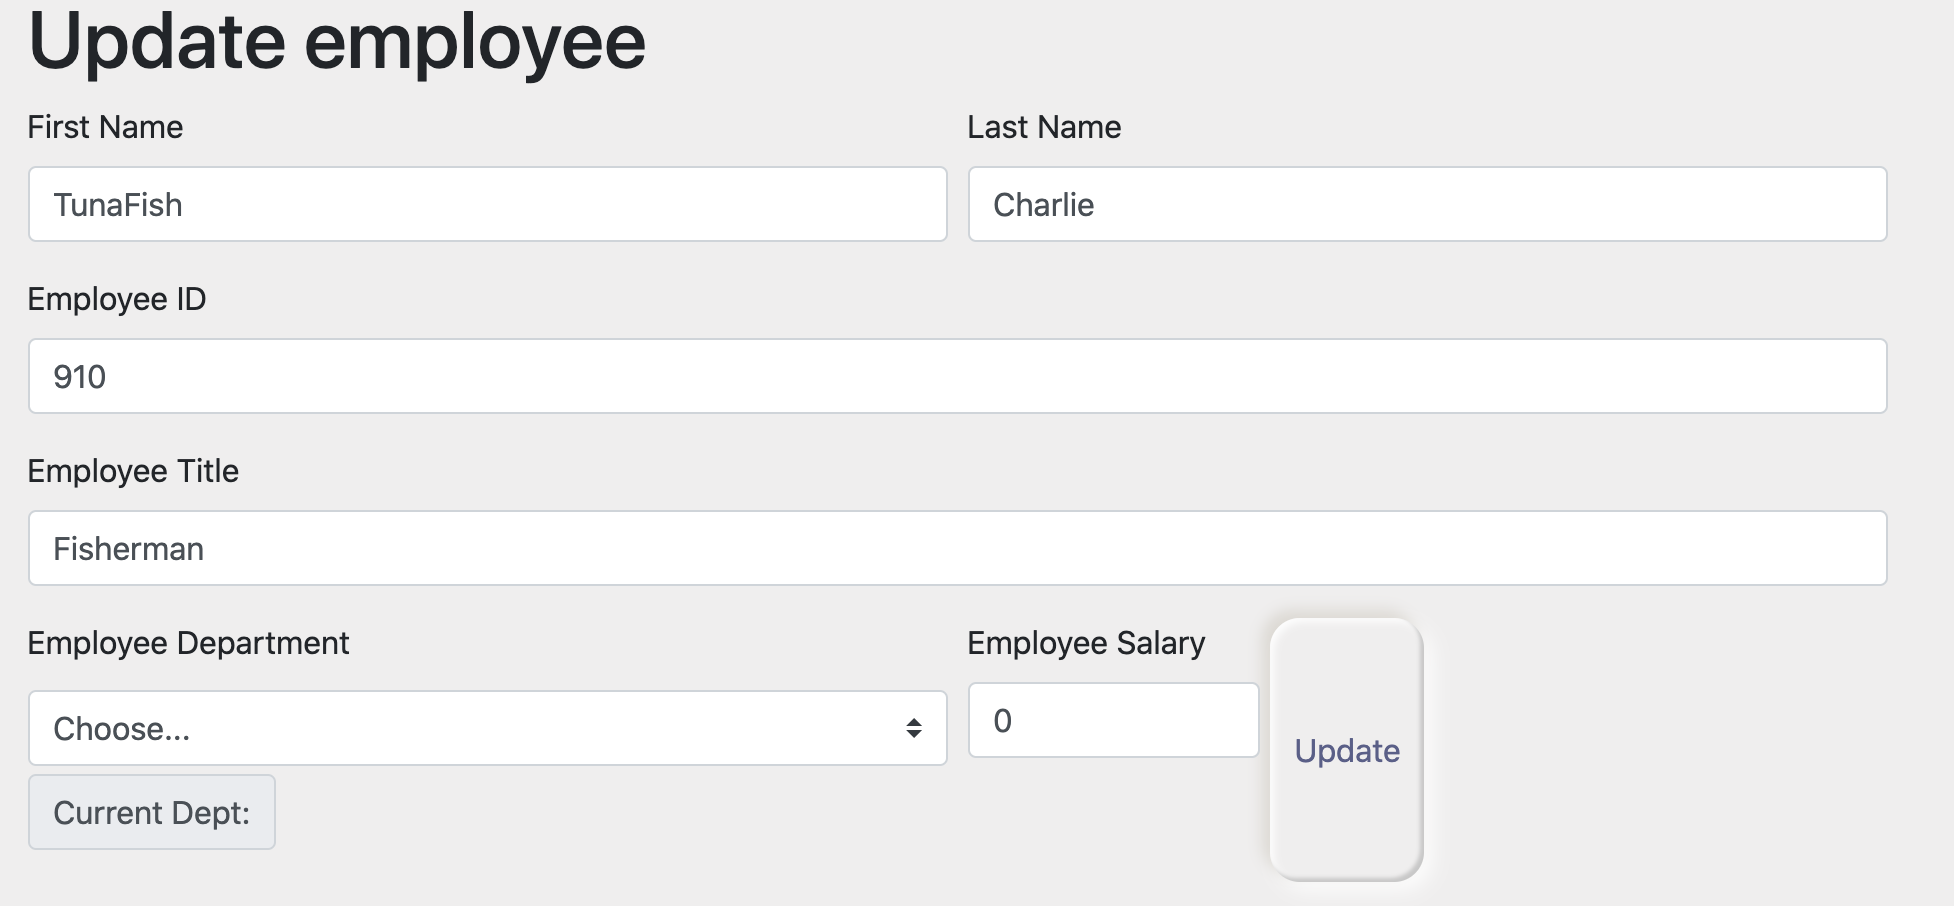 Update employee
First Name
Last Name
TunaFish
Charlie
Employee ID
910
Employee Title
Fisherman
Employee Department
Employee Salary
Choose...
0
Update
Current Dept: